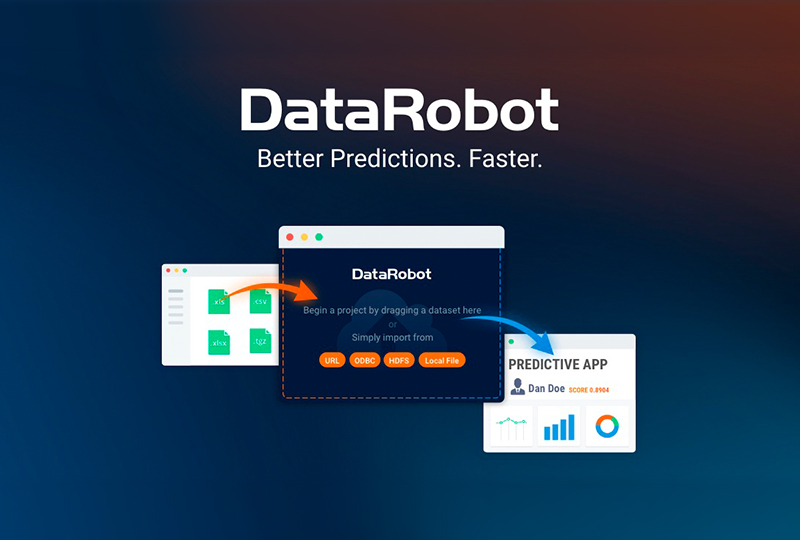 DataRobot
Better Predictions. Faster.
.xls
.csv
.xlsx
.tgz
DataRobot
Begin a project by dragging a dataset here
or
Simply import from
URL ODBC HDFS Local File
PREDICTIVE APP
Dan Doe SCORE 0.8904